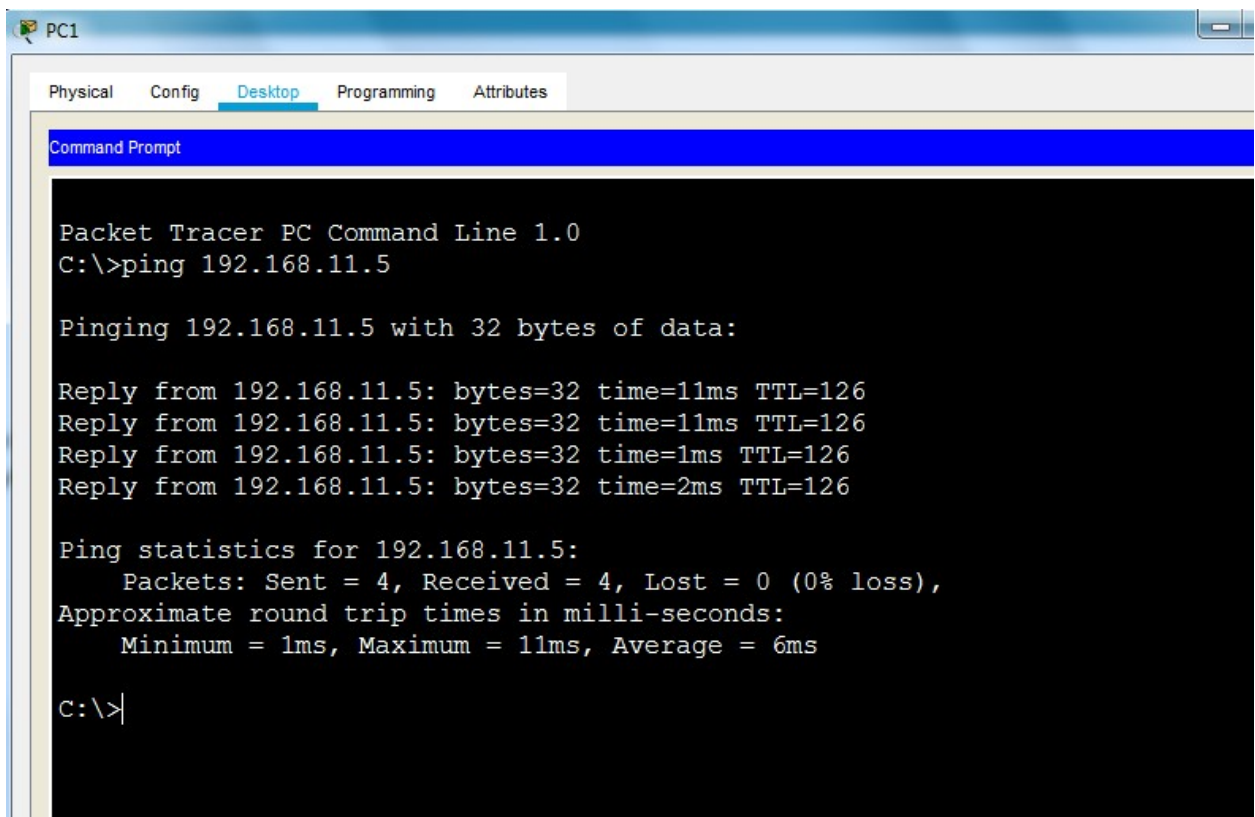 PC1
Physical Config Desktop Programming Attributes
Command Prompt
Packet Tracer PC Command Line 1.0
C:\>ping 192.168.11.5
Pinging 192.168.11.5 with 32 bytes of data:
Reply from 192.168.11.5: bytes=32 time=11ms TTL=126
Reply from 192.168.11.5: bytes=32 time=11ms TTL=126
Reply from 192.168.11.5: bytes=32 time=1ms TTL=126
Reply from 192.168.11.5: bytes=32 time=2ms TTL=126
Ping statistics for 192.168.11.5:
Packets: Sent = 4, Received = 4, Lost = 0 (0% loss),
Approximate round trip times in milli-seconds:
Minimum = 1ms, Maximum = 11ms, Average = 6ms
C:\>